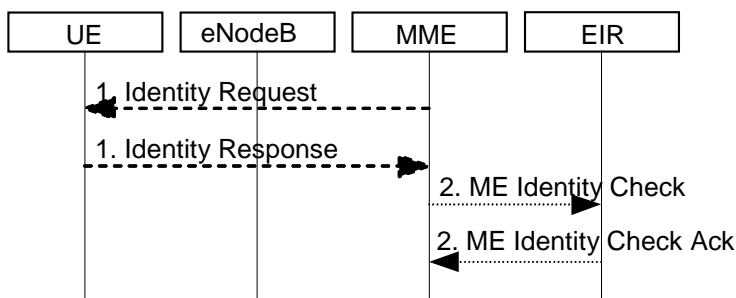 UE
eNodeB
MME
EIR
1. Identity Request
1. Identity Response
2. ME Identity Check
2. ME Identity Check Ack